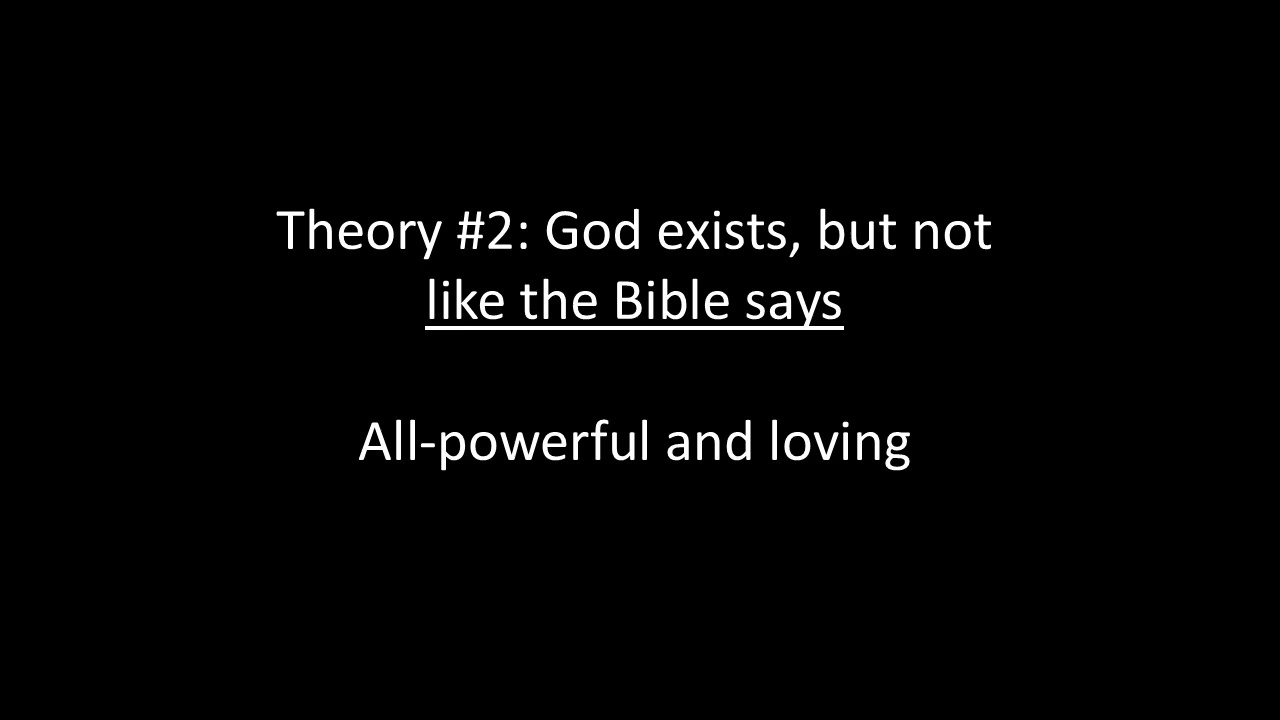 Theory #2: God exists, but not
like the Bible says
All-powerful and loving